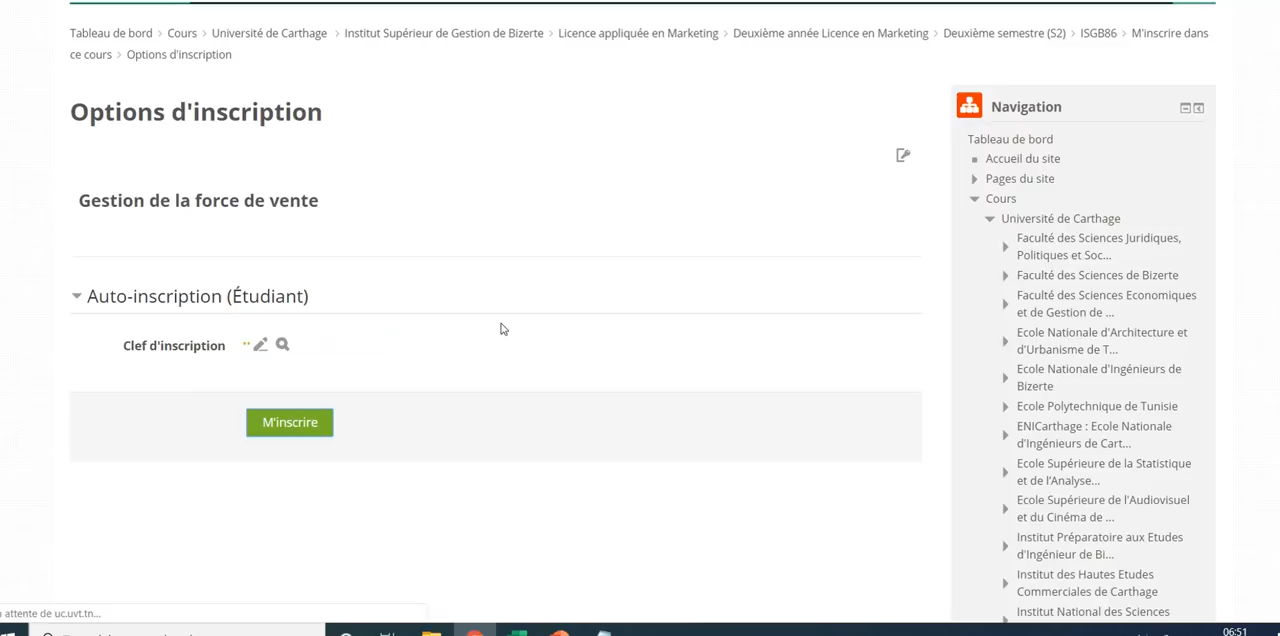 Tableau de bord > Cours > Université de Carthage > Institut Supérieur de Gestion de Bizerte > Licence appliquée en Marketing > Deuxième année Licence en Marketing > Deuxième semestre (S2) > ISGB86 > M'inscrire dans
ce cours > Options d'inscription
Options d'inscription
Gestion de la force de vente
Auto-inscription (Étudiant)
Clef d'inscription
M'inscrire
Navigation
Tableau de bord
Accueil du site
Pages du site
Cours
Université de Carthage
Faculté des Sciences Juridiques,
Politiques et Soc...
Faculté des Sciences de Bizerte
Faculté des Sciences Economiques
et de Gestion de ...
Ecole Nationale d'Architecture et
d'Urbanisme de T...
Ecole Nationale d'Ingénieurs de
Bizerte
Ecole Polytechnique de Tunisie
ENICarthage : Ecole Nationale
d'Ingénieurs de Cart...
Ecole Supérieure de la Statistique
et de l'Analyse...
Ecole Supérieure de l'Audiovisuel
et du Cinéma de ...
Institut Préparatoire aux Etudes
d'Ingénieur de Bi...
Institut des Hautes Etudes
Commerciales de Carthage
Institut National des Sciences
attente de uc.uvt.tn...
06:51